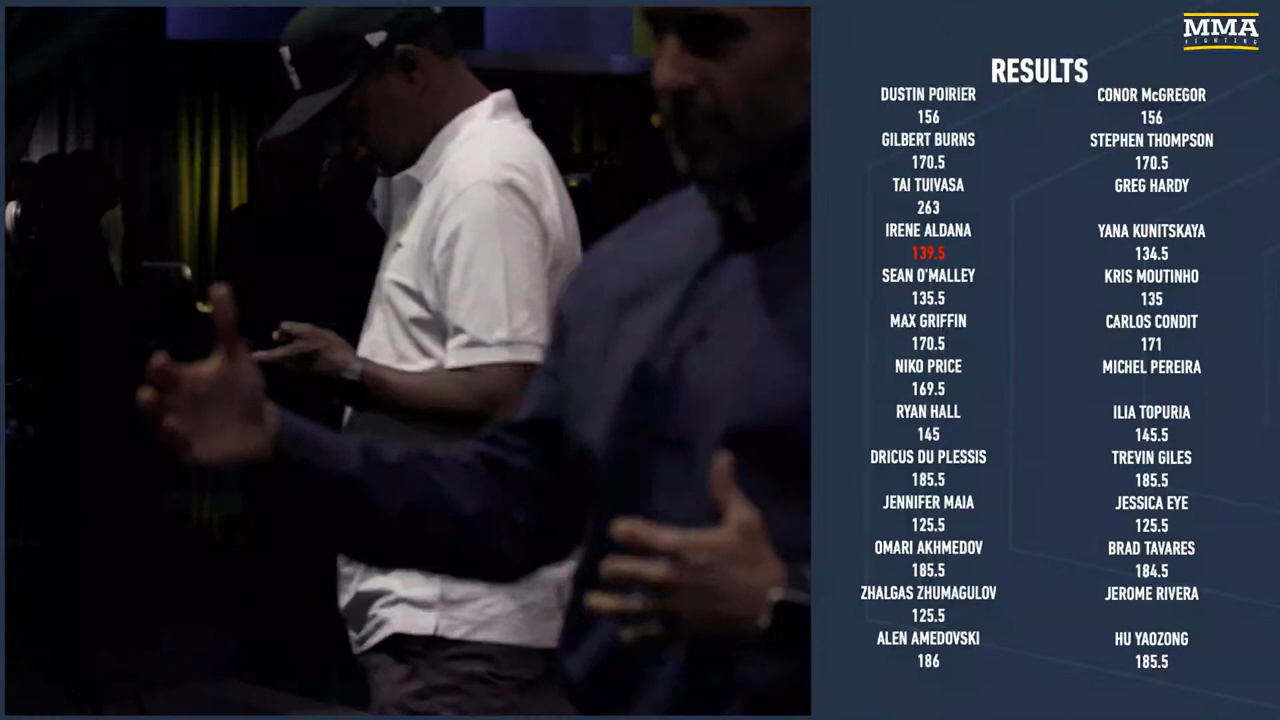 MMA
FIGHTING
RESULTS
DUSTIN POIRIER CONOR McGREGOR
156 156
GILBERT BURNS STEPHEN THOMPSON
170.5 170.5
TAI TUIVASA GREG HARDY
263
IRENE ALDANA YANA KUNITSKAYA
139.5 134.5
SEAN O'MALLEY KRIS MOUTINHO
135.5 135
MAX GRIFFIN CARLOS CONDIT
170.5 171
NIKO PRICE MICHEL PEREIRA
169.5
RYAN HALL ILIA TOPURIA
145 145.5
DRICUS DU PLESSIS TREVIN GILES
185.5 185.5
JENNIFER MAIA JESSICA EYE
125.5 125.5
OMARI AKHMEDOV BRAD TAVARES
185.5 184.5
ZHALGAS ZHUMAGULOV JEROME RIVERA
125.5
ALEN AMEDOVSKI HU YAOZONG
186 185.5